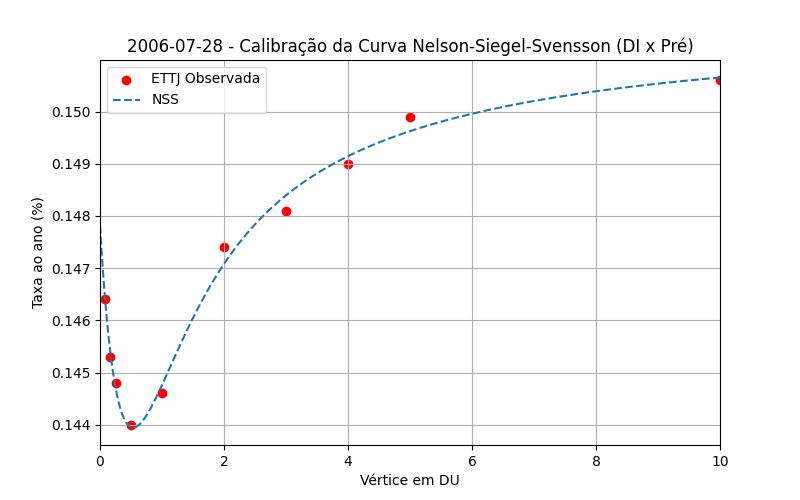 2006-07-28 - Calibração da Curva Nelson-Siegel-Svensson (DI x Pré)
ETTJ Observada
NSS
Taxa ao ano (%)
0.150
0.149
0.148
0.147
0.146
0.145
0.144
0 2 4 6 8 10
Vértice em DU